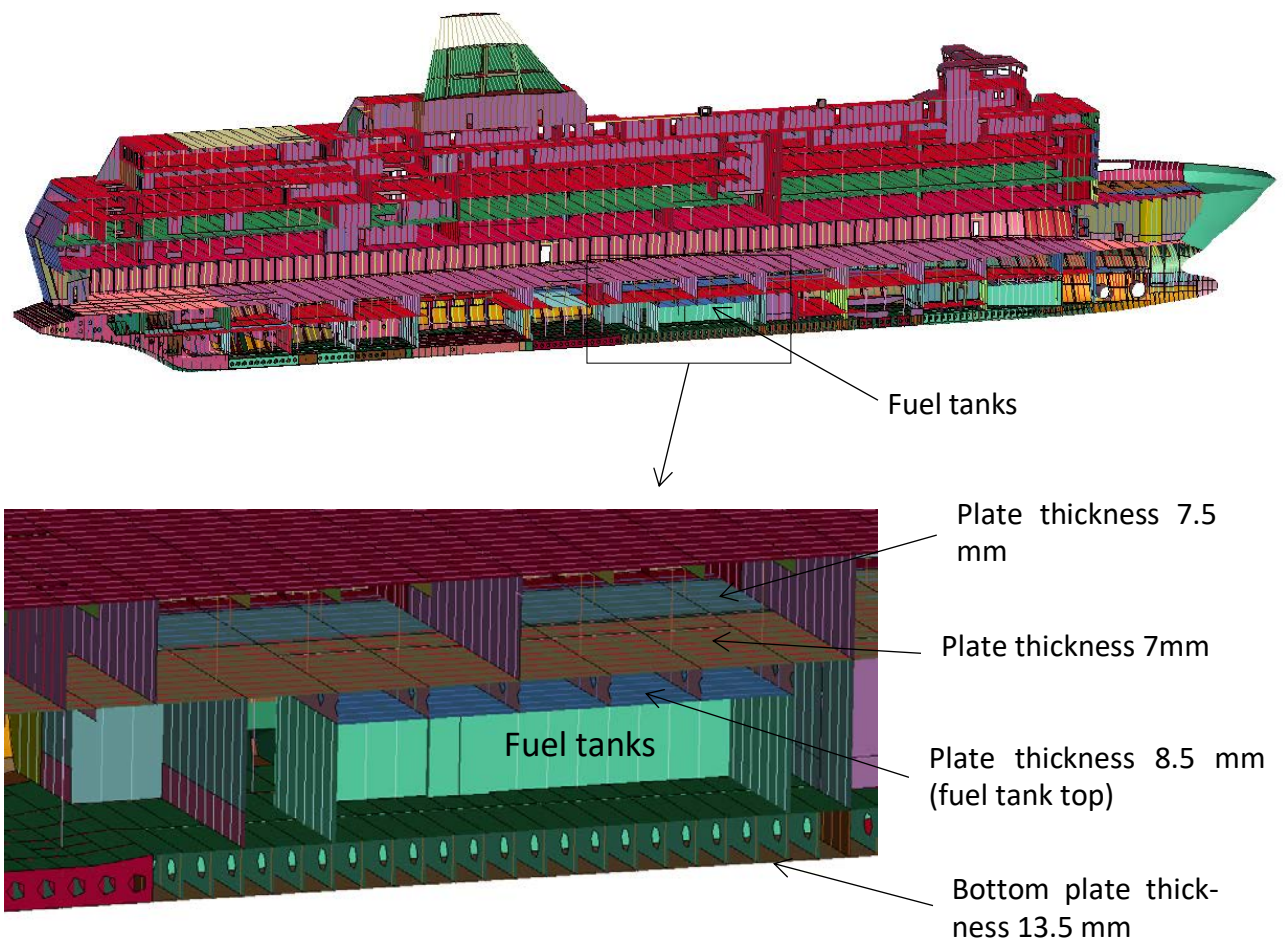 Fuel tanks
Plate thickness 7.5
mm
Plate thickness 7mm
Fuel tanks
Plate thickness 8.5 mm
(fuel tank top)
Bottom plate thick-
ness 13.5 mm